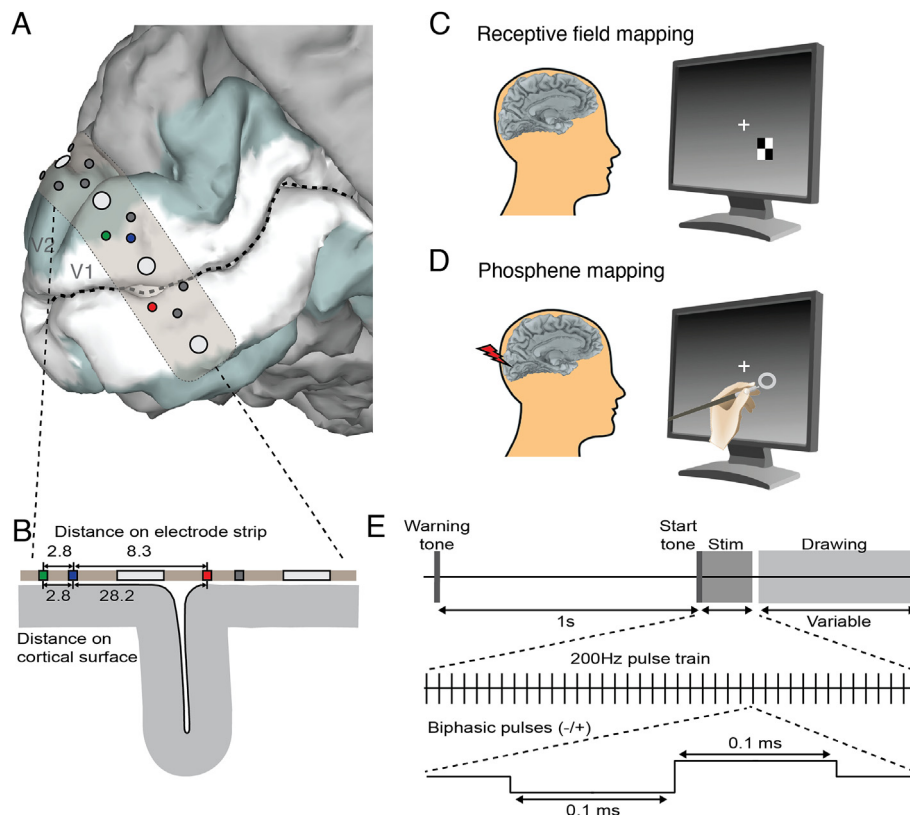 A
V2
V1
B
Distance on electrode strip
2.8
8.3
2.8
28.2
Distance on
cortical surface
C
Receptive field mapping
D
Phosphene mapping
E
Warning
tone
Start
tone
Stim
Drawing
1s
Variable
200Hz pulse train
Biphasic pulses (-/+)
0.1 ms
0.1 ms